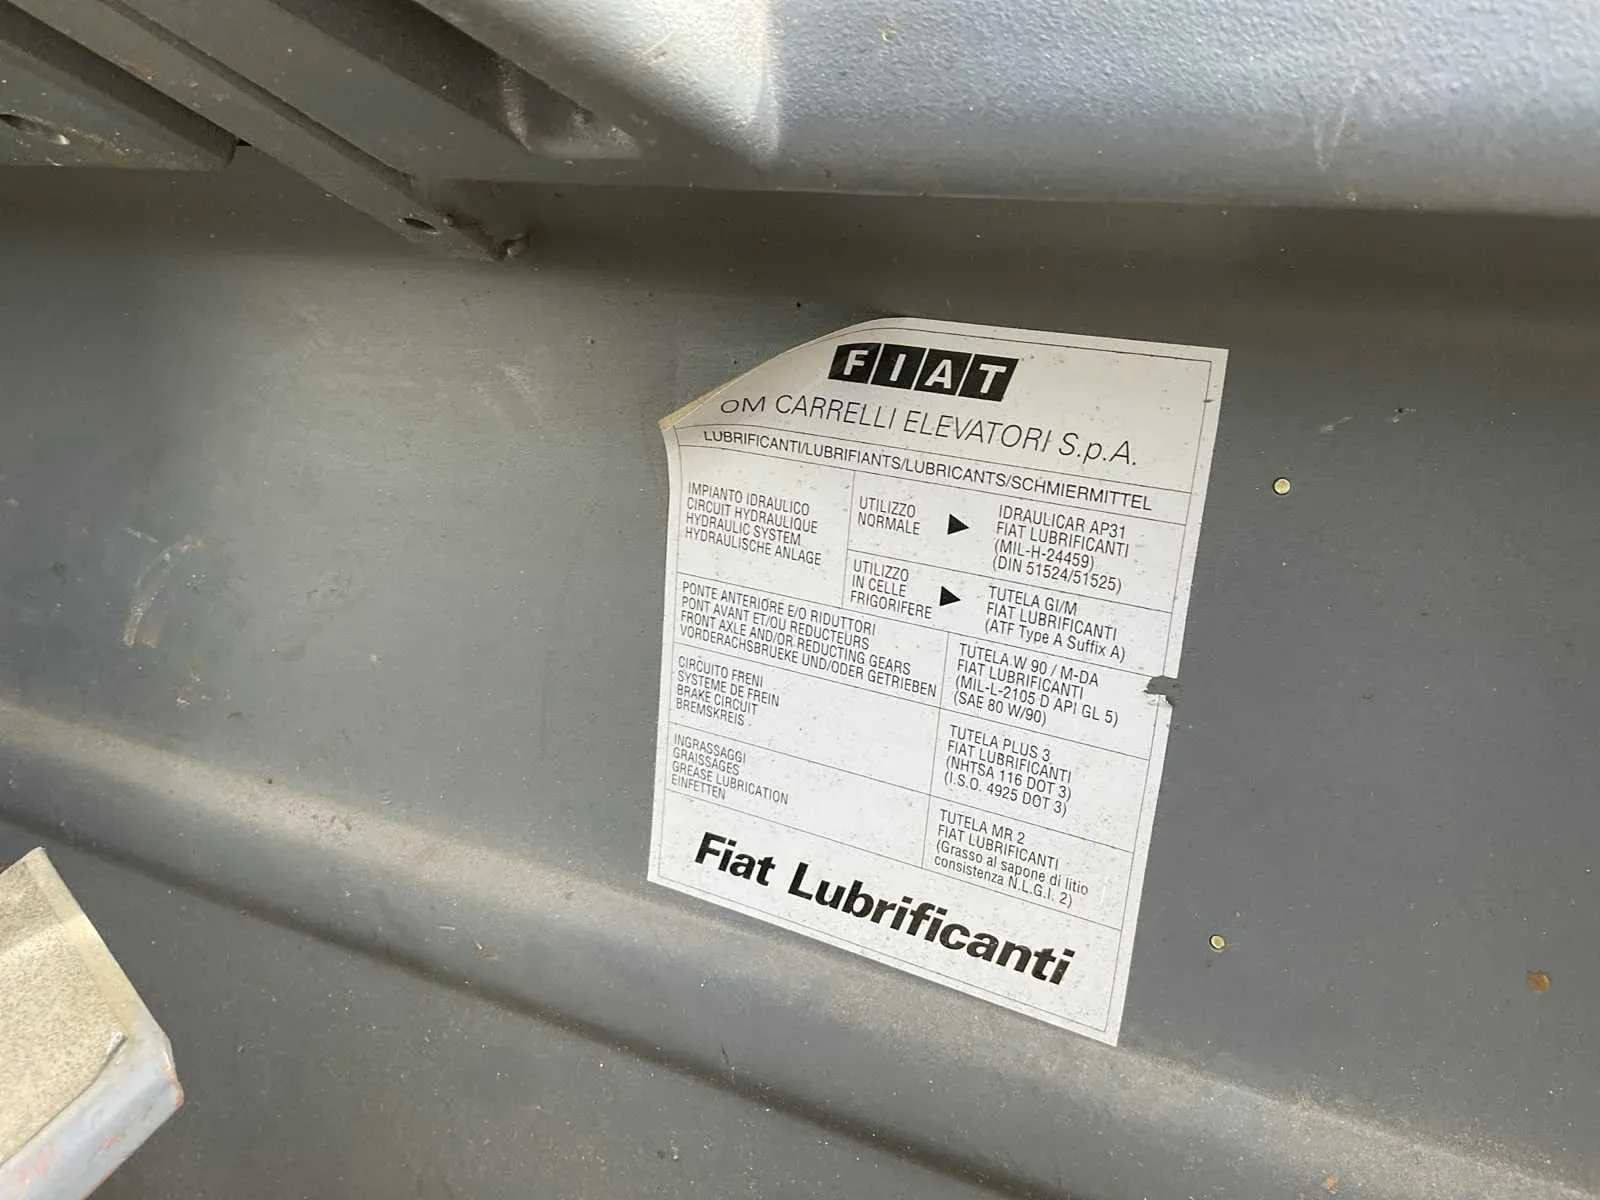 FIAT
OM CARRELLI ELEVATORI S.p.A.
LUBRIFICANTI/LUBRIFIANTS/LUBRICANTS/SCHMIERMITTEL
IMPIANTO IDRAULICO
CIRCUIT HYDRAULIQUE
HYDRAULIC SYSTEM
HYDRAULISCHE ANLAGE
UTILIZZO
NORMALE
IDRAULICAR AP31
FIAT LUBRIFICANTI
(MIL-H-24459)
(DIN 51524/51525)
UTILIZZO
IN CELLE
FRIGORIFERE
TUTELA GI/M
FIAT LUBRIFICANTI
(ATF Type A Suffix A)
PONTE ANTERIORE E/O RIDUTTORI
PONT AVANT ET/OU REDUCTEURS
FRONT AXLE AND/OR REDUCTING GEARS
VORDERACHSBRUEKE UND/ODER GETRIEBEN
TUTELA W 90 / M-DA
FIAT LUBRIFICANTI
(MIL-L-2105 D API GL 5)
(SAE 80 W/90)
CIRCUITO FRENI
SYSTEME DE FREIN
BRAKE CIRCUIT
BREMSKREIS
TUTELA PLUS 3
FIAT LUBRIFICANTI
(NHTSA 116 DOT 3)
(I.S.O. 4925 DOT 3)
INGRASSAGGI
GRAISSAGES
GREASE LUBRICATION
EINFETTEN
TUTELA MR 2
FIAT LUBRIFICANTI
(Grasso al sapone di litio
consistenza N.L.G.I. 2)
Fiat Lubrificanti